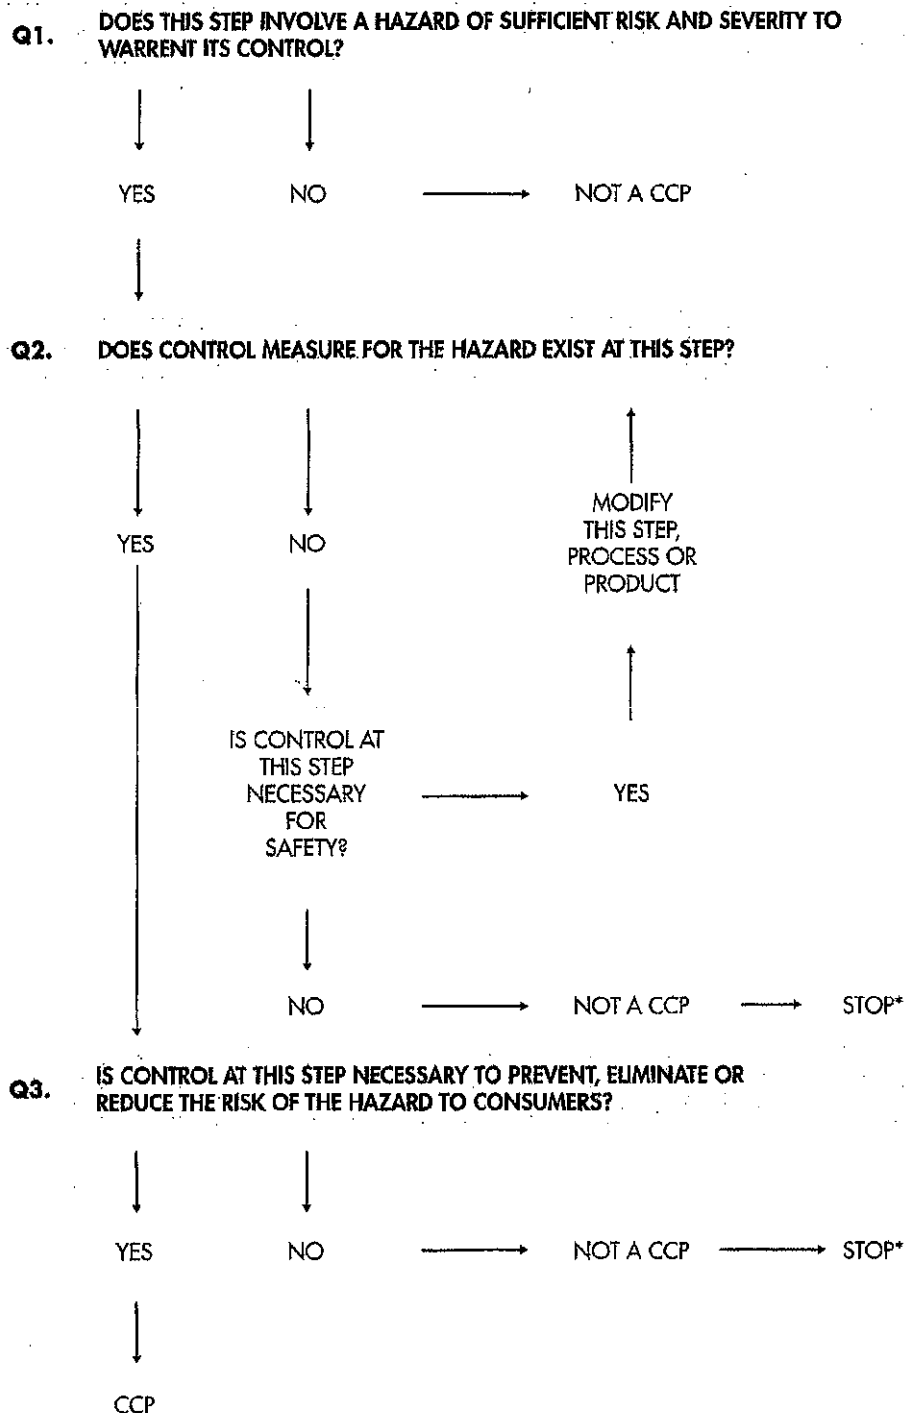 Q1. DOES THIS STEP INVOLVE A HAZARD OF SUFFICIENT RISK AND SEVERITY TO
WARRENT ITS CONTROL?
YES NO NOT A CCP
Q2. DOES CONTROL MEASURE FOR THE HAZARD EXIST AT THIS STEP?
MODIFY
THIS STEP,
PROCESS OR
PRODUCT
YES NO
IS CONTROL AT
THIS STEP
NECESSARY
FOR
SAFETY?
YES
NO NOT A CCP STOP*
Q3. IS CONTROL AT THIS STEP NECESSARY TO PREVENT, ELIMINATE OR
REDUCE THE RISK OF THE HAZARD TO CONSUMERS?
YES NO NOT A CCP STOP*
CCP